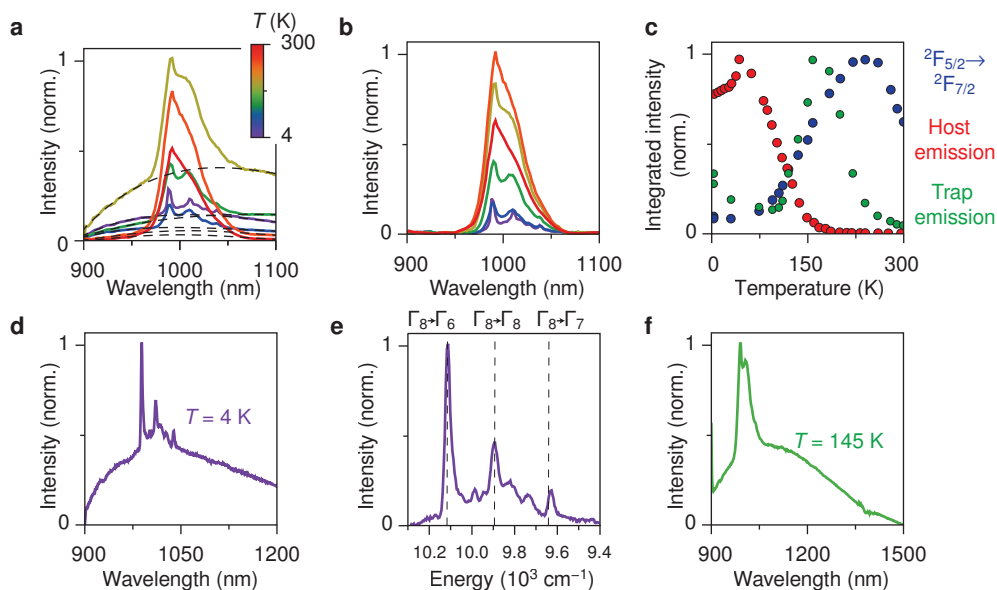 a
T (K)
300
4
Intensity (norm.)
1
0
900
1000
1100
Wavelength (nm)
b
Intensity (norm.)
1
0
900
1000
1100
Wavelength (nm)
c
Integrated intensity
(norm.)
1
0
0
150
300
Temperature (K)
²F₅/₂→
²F₇/₂
Host
emission
Trap
emission
d
Intensity (norm.)
1
0
T = 4 K
900
1050
1200
Wavelength (nm)
e
Γ₈→Γ₆
Γ₈→Γ₈
Γ₈→Γ₇
Intensity (norm.)
1
0
10.2
10.0
9.8
9.6
9.4
Energy (10³ cm⁻¹)
f
Intensity (norm.)
1
0
T = 145 K
900
1200
1500
Wavelength (nm)